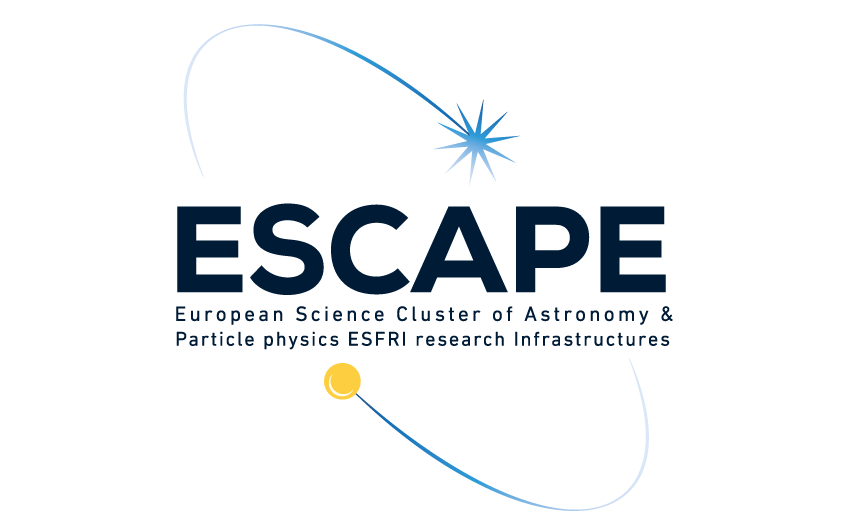 ESCAPE
European Science Cluster of Astronomy &
Particle physics ESFRI research Infrastructures